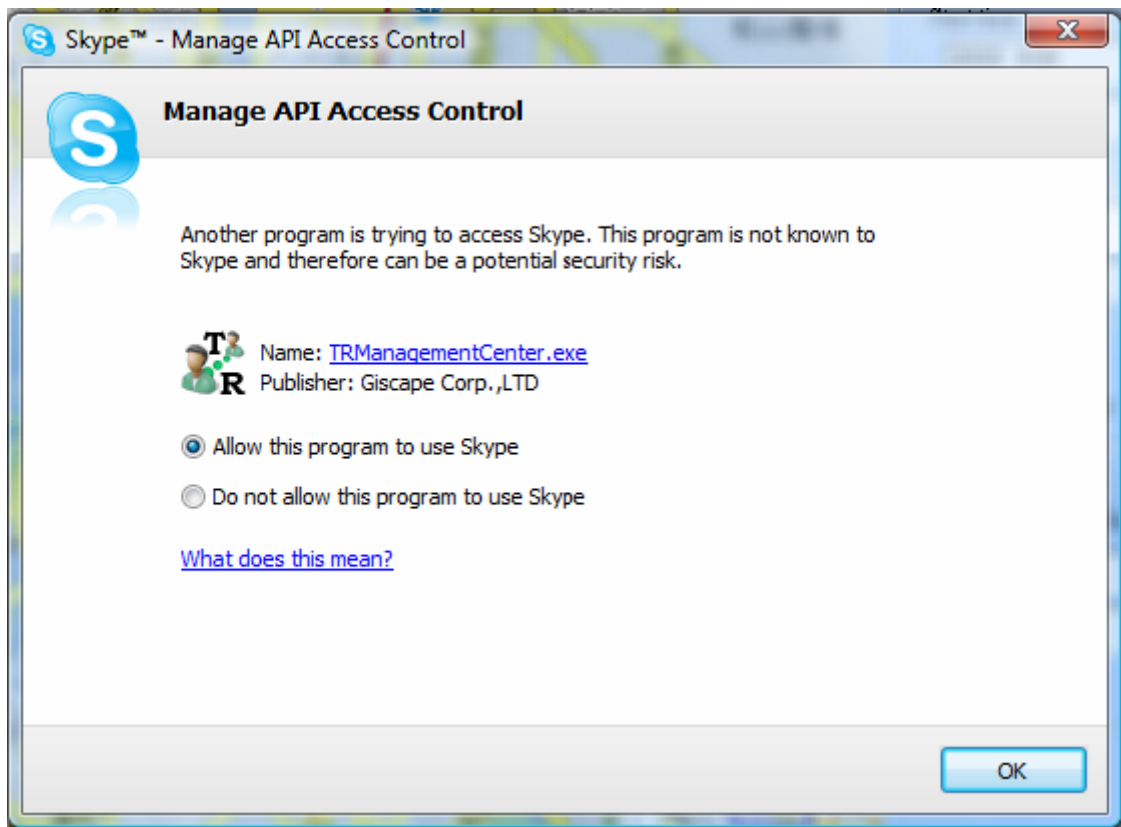 Skype™ - Manage API Access Control
Manage API Access Control
Another program is trying to access Skype. This program is not known to
Skype and therefore can be a potential security risk.
Name: TRManagementCenter.exe
Publisher: Giscape Corp.,LTD
Allow this program to use Skype
Do not allow this program to use Skype
What does this mean?
OK